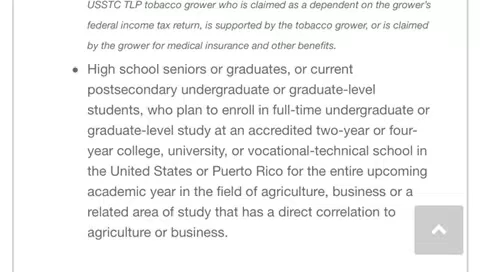 USSTC TLP tobacco grower who is claimed as a dependent on the grower's
federal income tax return, is supported by the tobacco grower, or is claimed
by the grower for medical insurance and other benefits.
• High school seniors or graduates, or current
postsecondary undergraduate or graduate-level
students, who plan to enroll in full-time undergraduate or
graduate-level study at an accredited two-year or four-
year college, university, or vocational-technical school in
the United States or Puerto Rico for the entire upcoming
academic year in the field of agriculture, business or a
related area of study that has a direct correlation to
agriculture or business.